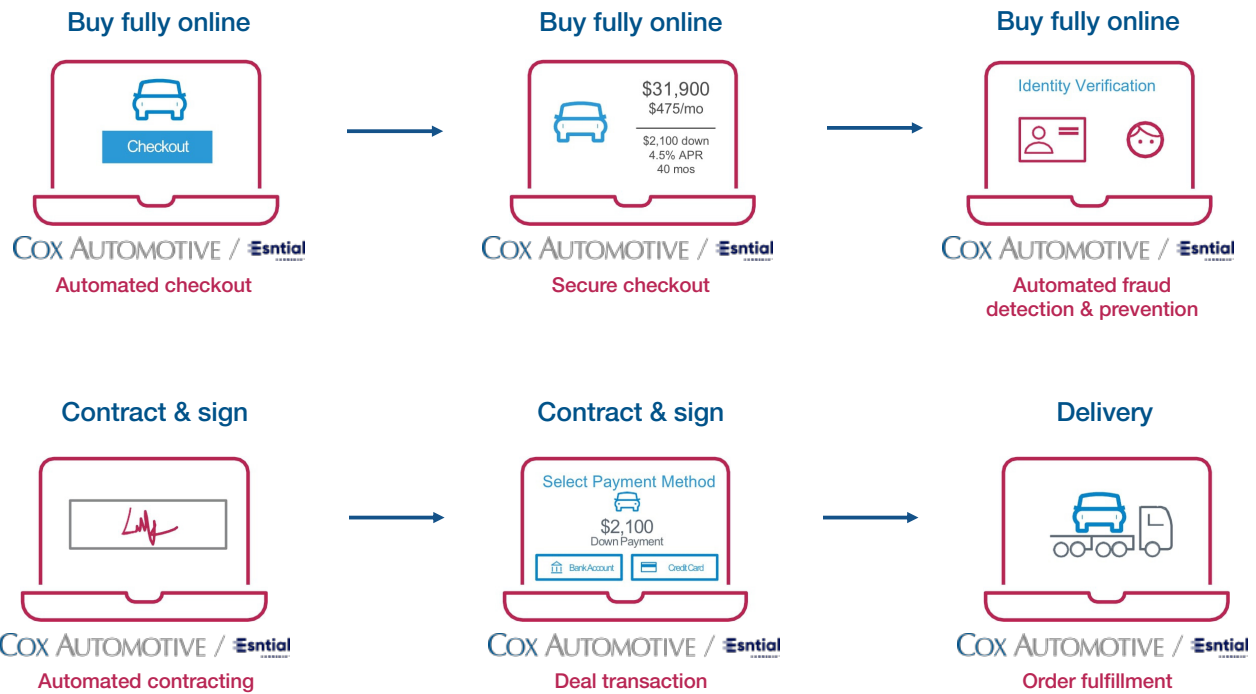 Buy fully online
Checkout
COX AUTOMOTIVE / Esntial
Automated checkout
Buy fully online
$31,900
$475/mo
$2,100 down
4.5% APR
40 mos
COX AUTOMOTIVE / Esntial
Secure checkout
Buy fully online
Identity Verification
COX AUTOMOTIVE / Esntial
Automated fraud
detection & prevention
Contract & sign
COX AUTOMOTIVE / Esntial
Automated contracting
Contract & sign
Select Payment Method
$2,100
Down Payment
Bank Account
Credit Card
COX AUTOMOTIVE / Esntial
Deal transaction
Delivery
COX AUTOMOTIVE / Esntial
Order fulfillment